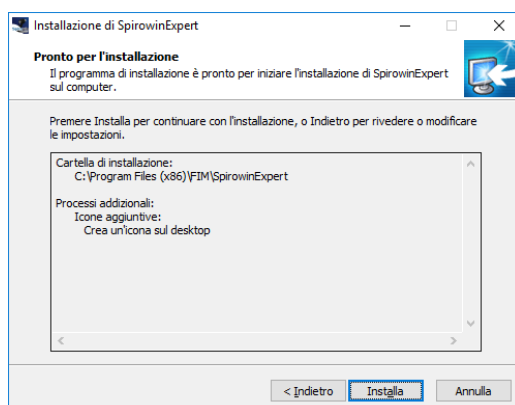 Installazione di SpirowinExpert
Pronto per l'installazione
Il programma di installazione è pronto per iniziare l'installazione di SpirowinExpert
sul computer.
Premere Installa per continuare con l'installazione, o Indietro per rivedere o modificare
le impostazioni.
Cartella di installazione:
C:\Program Files (x86)\FIM\SpirowinExpert
Processi addizionali:
Icone aggiuntive:
Crea un'icona sul desktop
< Indietro
Installa
Annulla